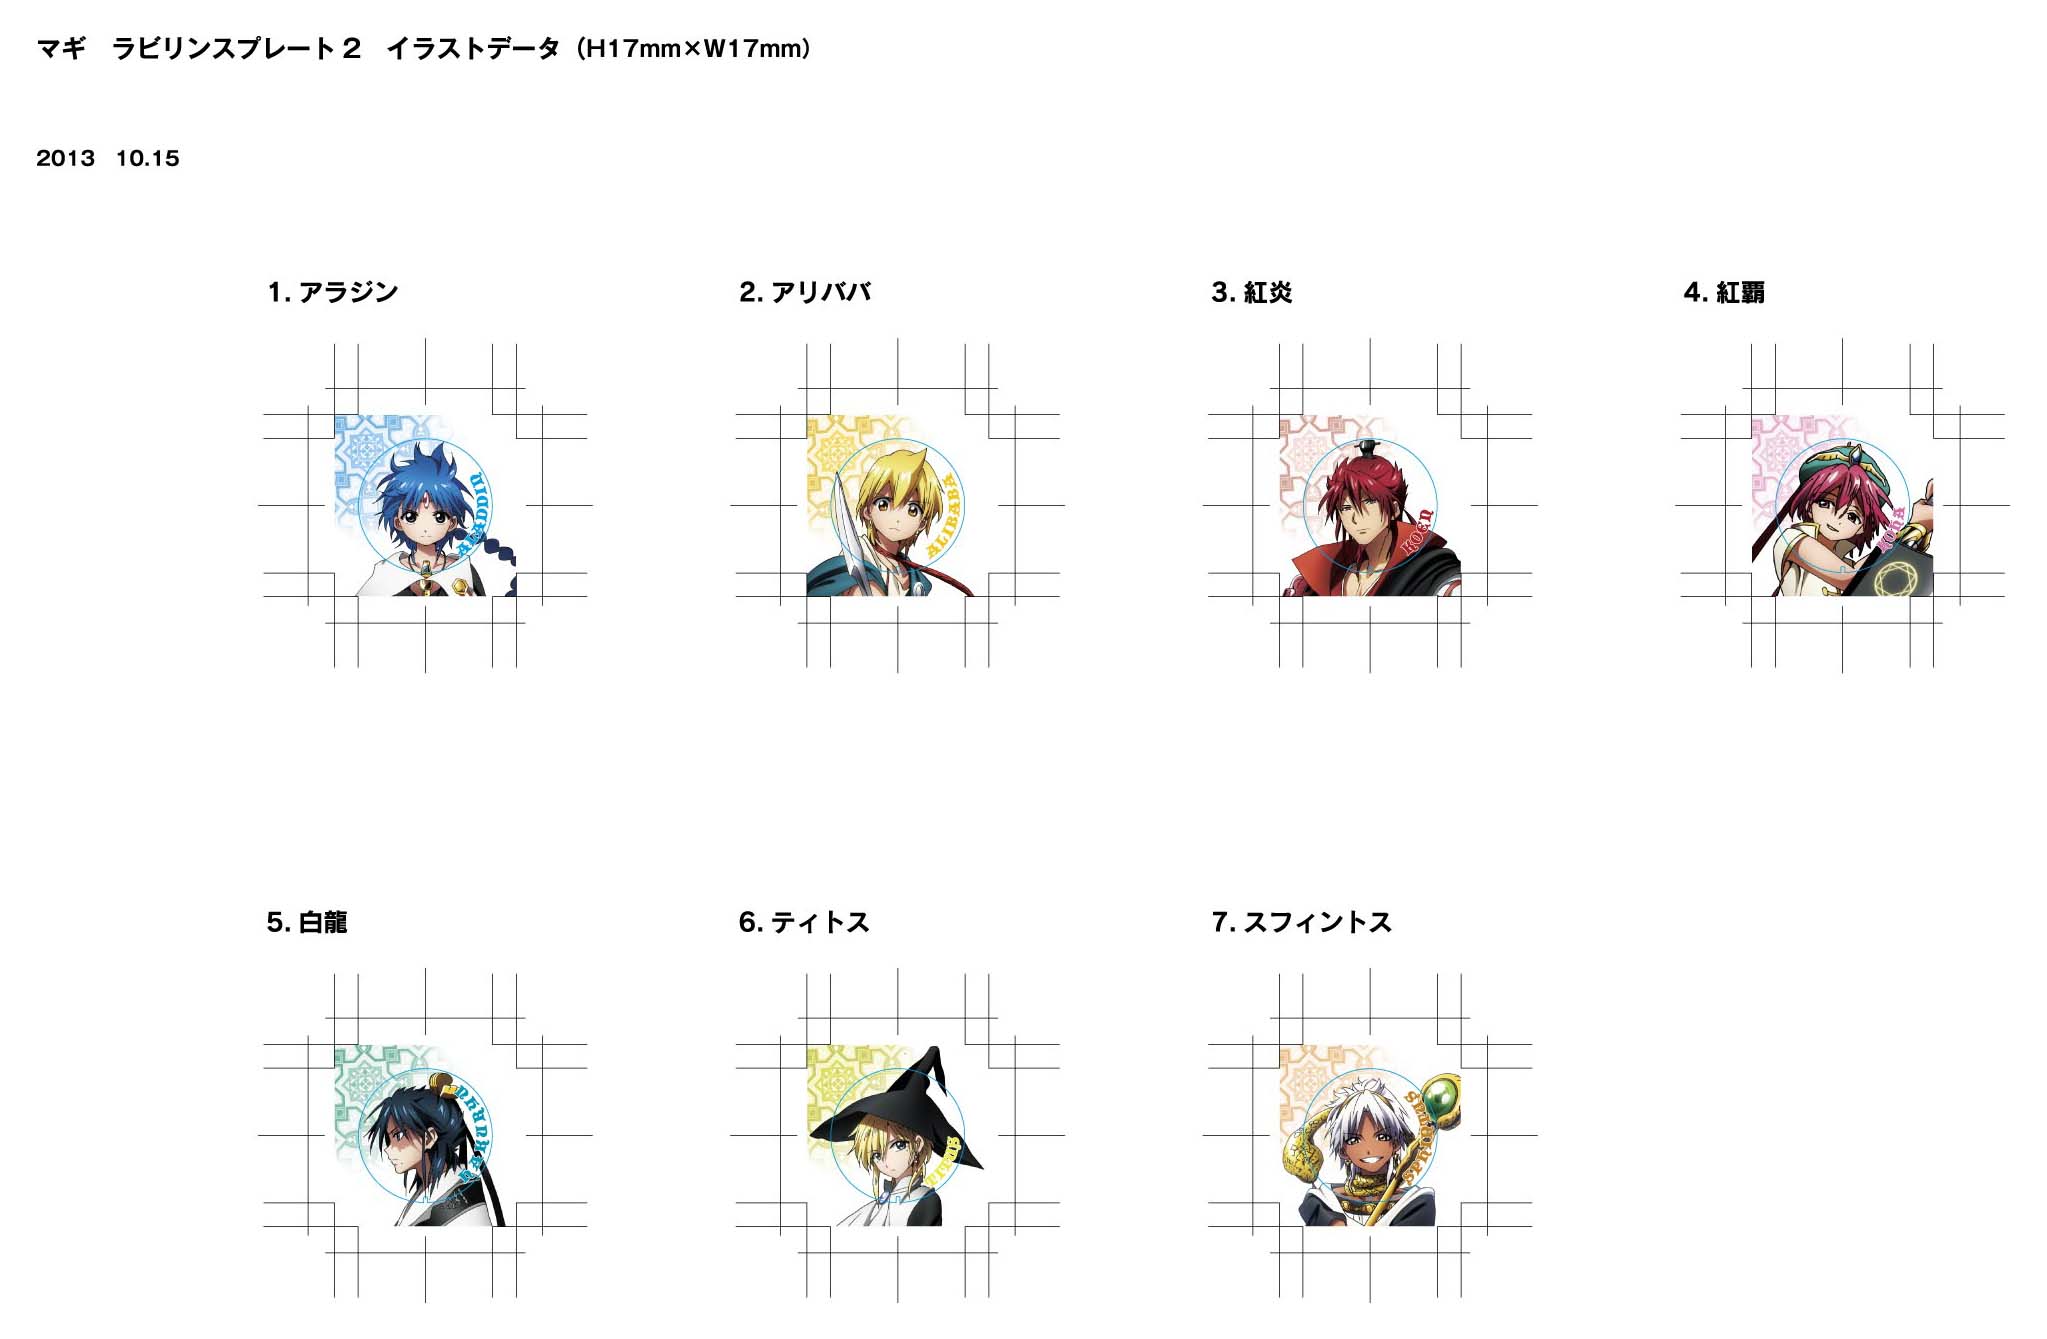 マギ　ラビリンスプレート2　イラストデータ（H17mm×W17mm）
2013　10.15
1. アラジン
2. アリババ
3. 紅炎
4. 紅覇
ALADDIN
ALIBABA
KOEN
KOHA
5. 白龍
6. ティトス
7. スフィントス
HAKURYUU
TITUS
SPHINTUS